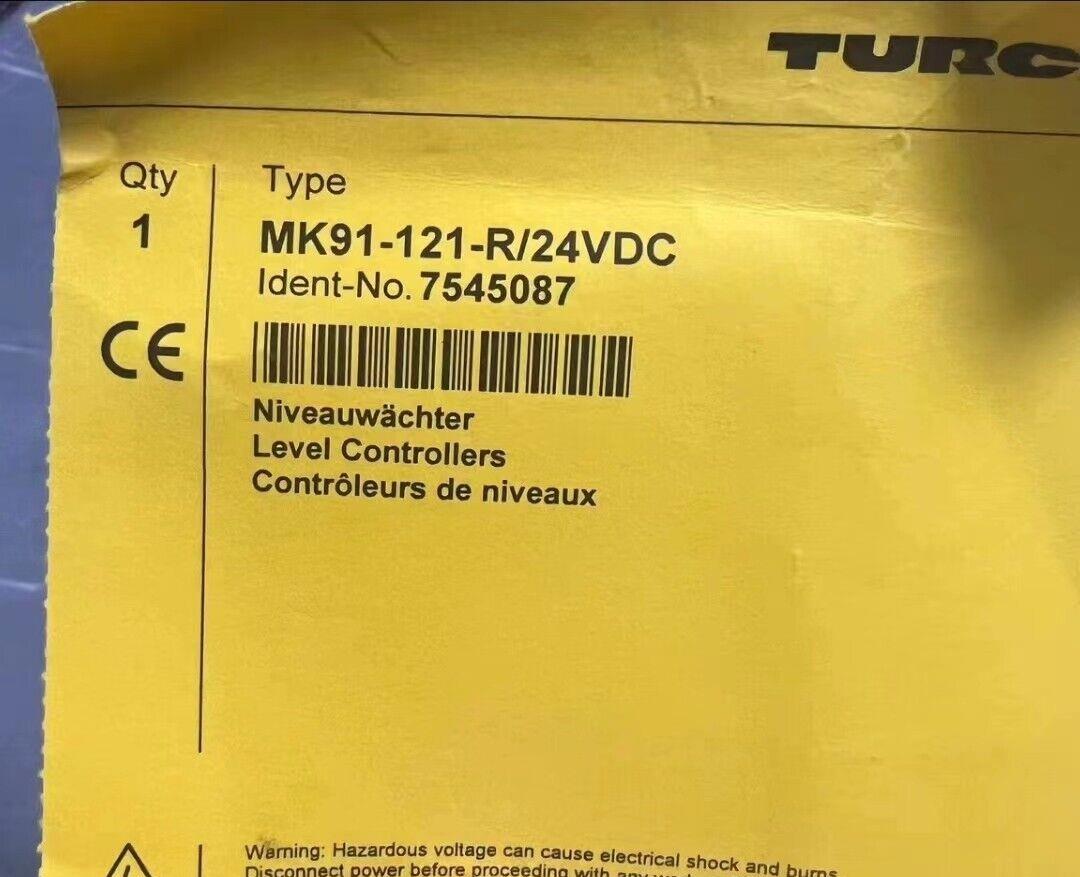 TURC
Qty
Type
1
MK91-121-R/24VDC
Ident-No. 7545087
CE
Niveauwächter
Level Controllers
Contrôleurs de niveaux
Warning: Hazardous voltage can cause electrical shock and burns.
Disconnect power before proceeding with any